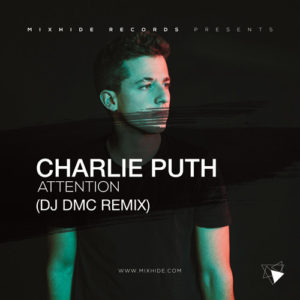 MIXHIDE RECORDS PRESENTS
CHARLIE PUTH
ATTENTION
(DJ DMC REMIX)
WWW.MIXHIDE.COM